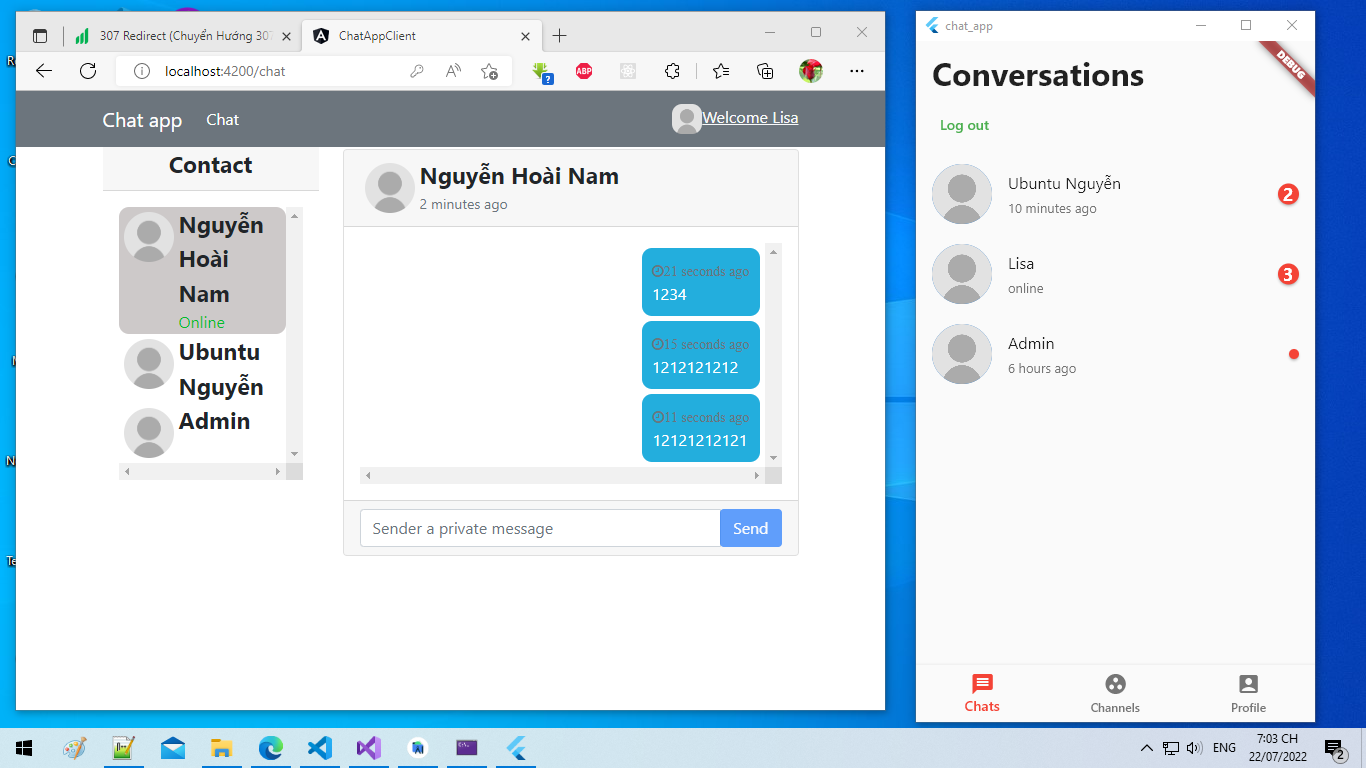 307 Redirect (Chuyển Hướng 307
ChatAppClient
localhost:4200/chat
ABP
?
Chat app
Chat
Welcome Lisa
Contact
Nguyễn
Hoài
Nam
Online
Ubuntu
Nguyễn
Admin
Nguyễn Hoài Nam
2 minutes ago
21 seconds ago
1234
15 seconds ago
1212121212
11 seconds ago
12121212121
Sender a private message
Send
chat_app
DEBUG
Conversations
Log out
Ubuntu Nguyễn
10 minutes ago
2
Lisa
online
3
Admin
6 hours ago
Chats
Channels
Profile
ENG
7:03 CH
22/07/2022
2